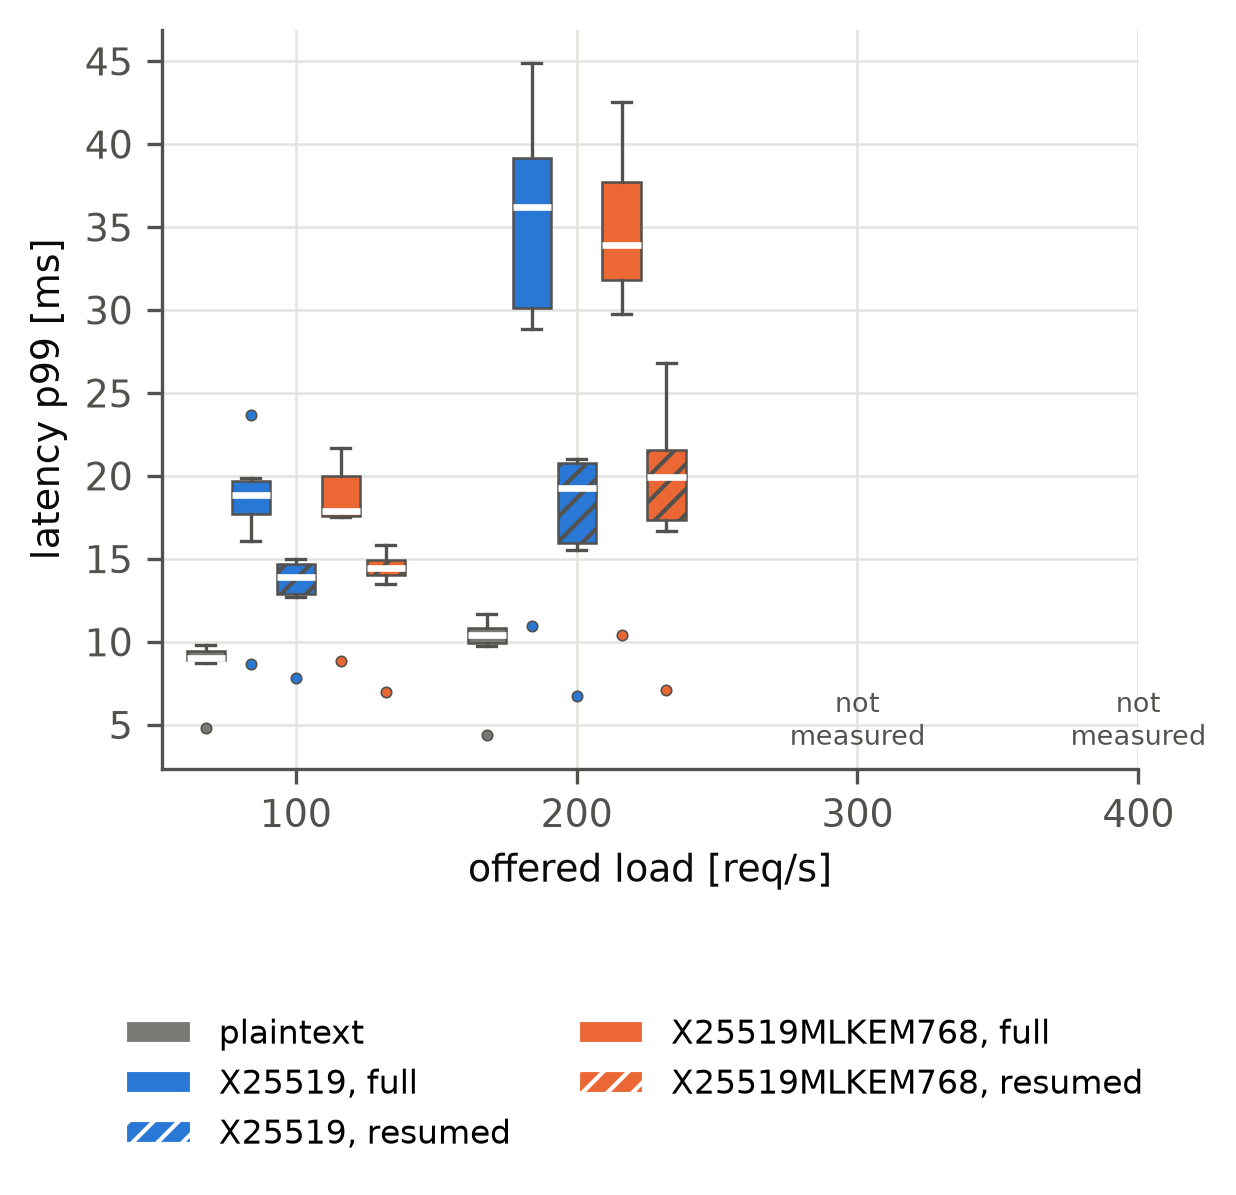 45
40
35
30
25
20
15
10
5
latency p99 [ms]
not
measured
not
measured
100
200
300
400
offered load [req/s]
plaintext
X25519, full
X25519, resumed
X25519MLKEM768, full
X25519MLKEM768, resumed